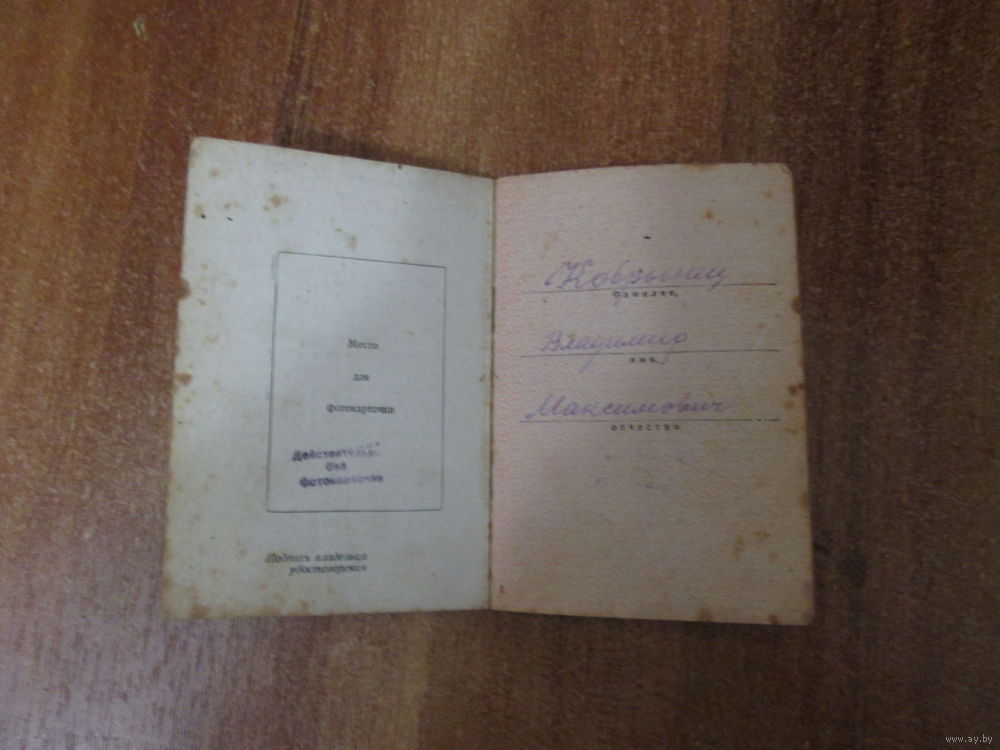 Место
для
фотокарточки
Действительно
без
фотокарточки
Подпись владельца
удостоверения
Фамилия,
Владимир
имя,
Максимович
отчество
www.ay.by